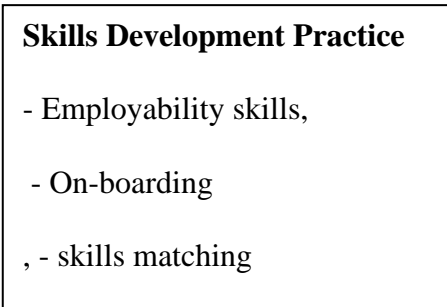 Skills Development Practice
- Employability skills,
- On-boarding
, - skills matching